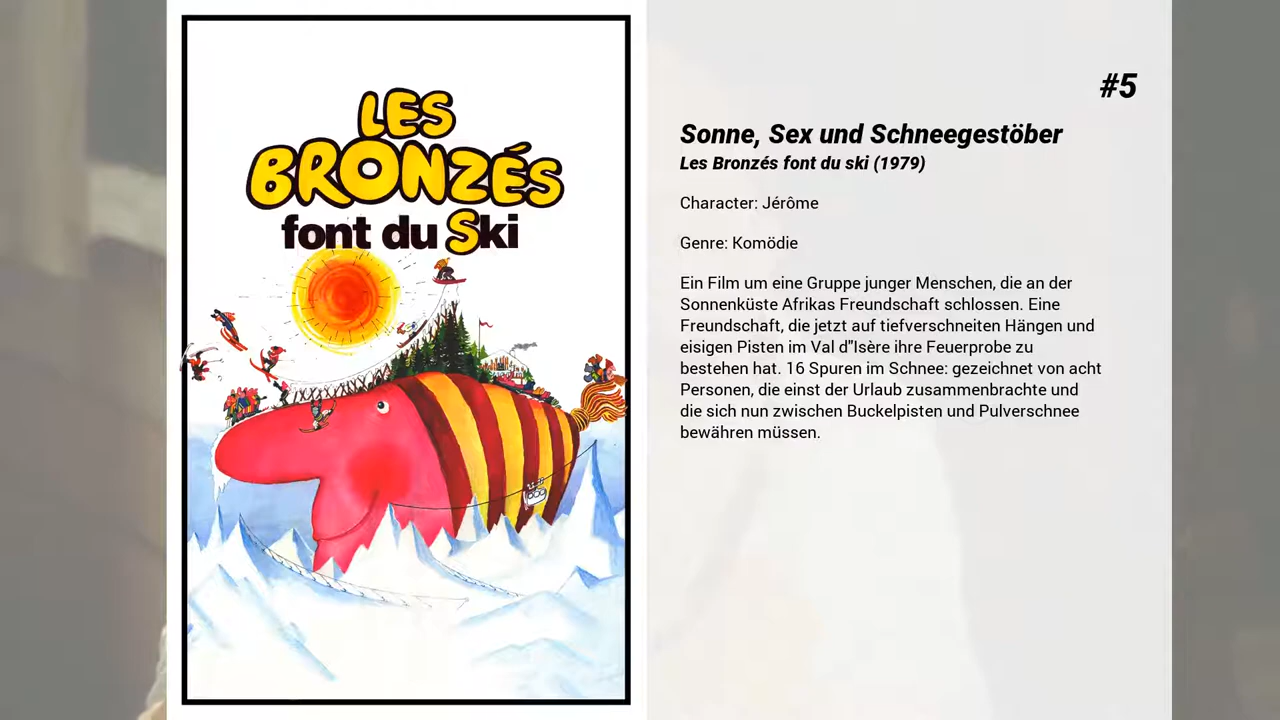 LES
BRONZÉS
font du Ski
#5
Sonne, Sex und Schneegestöber
Les Bronzés font du ski (1979)
Character: Jérôme
Genre: Komödie
Ein Film um eine Gruppe junger Menschen, die an der
Sonnenküste Afrikas Freundschaft schlossen. Eine
Freundschaft, die jetzt auf tiefverschneiten Hängen und
eisigen Pisten im Val d"Isère ihre Feuerprobe zu
bestehen hat. 16 Spuren im Schnee: gezeichnet von acht
Personen, die einst der Urlaub zusammenbrachte und
die sich nun zwischen Buckelpisten und Pulverschnee
bewähren müssen.